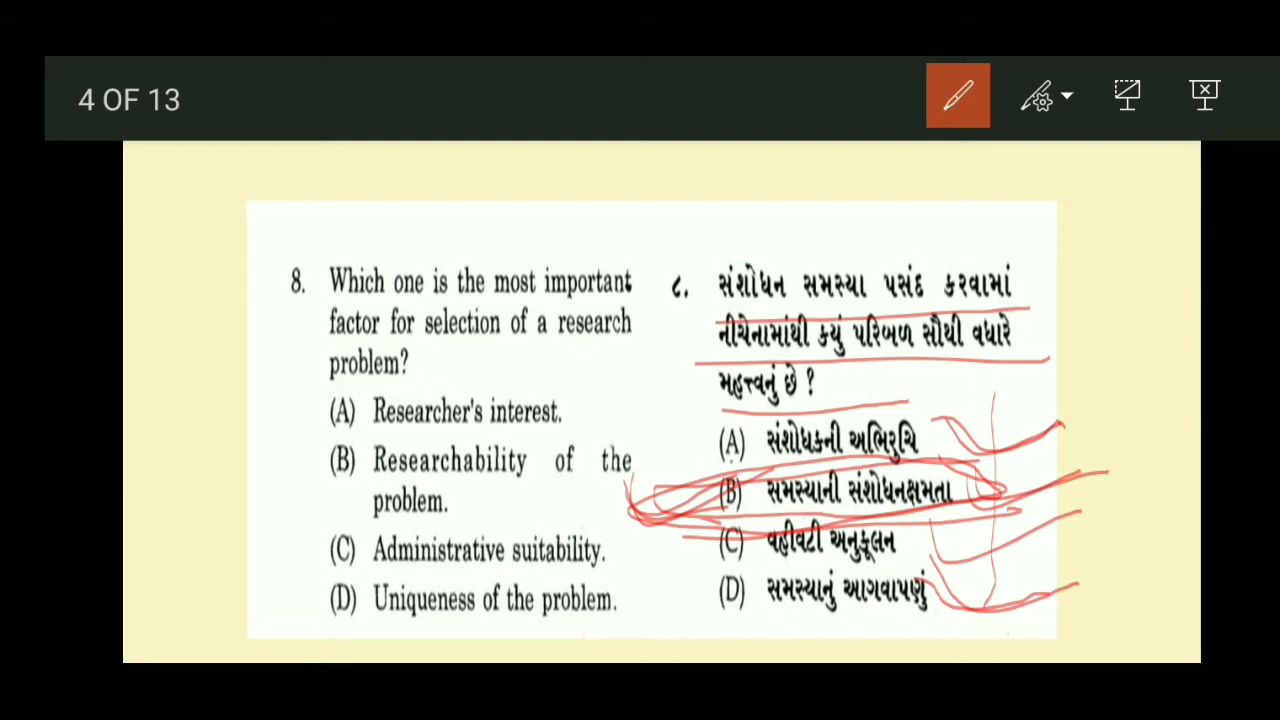 4 OF 13
8. Which one is the most important
factor for selection of a research
problem?
(A) Researcher's interest.
(B) Researchability of the
problem.
(C) Administrative suitability.
(D) Uniqueness of the problem.
૮. સંશોધન સમસ્યા પસંદ કરવામાં
નીચેનામાંથી કયું પરિબળ સૌથી વધારે
મહત્ત્વનું છે ?
(A) સંશોધકની અભિરુચિ
(B) સમસ્યાની સંશોધનક્ષમતા
(C) વહીવટી અનુકૂલન
(D) સમસ્યાનું આગવાપણું